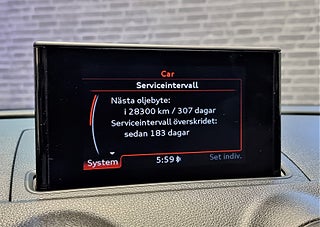 Car
Serviceintervall
Nästa oljebyte:
i 28300 km / 307 dagar
Serviceintervall överskridet:
sedan 183 dagar
System
5:59
Set indiv.